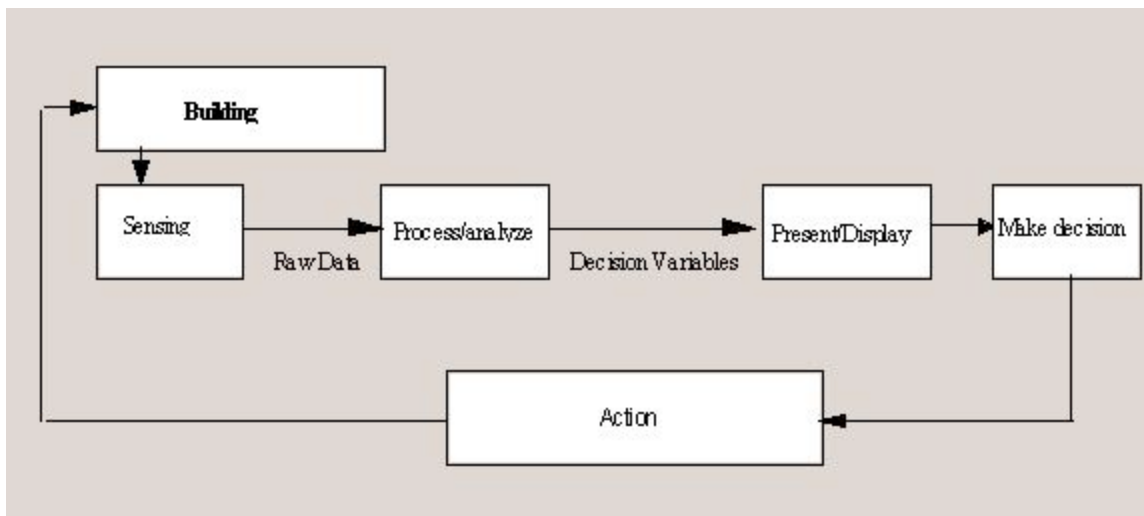 Building
Sensing
Raw Data
Process/analyze
Decision Variables
Present/Display
Make decision
Action